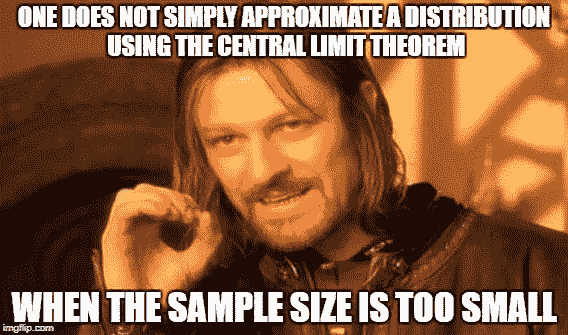 ONE DOES NOT SIMPLY APPROXIMATE A DISTRIBUTION
USING THE CENTRAL LIMIT THEOREM
WHEN THE SAMPLE SIZE IS TOO SMALL
imgflip.com